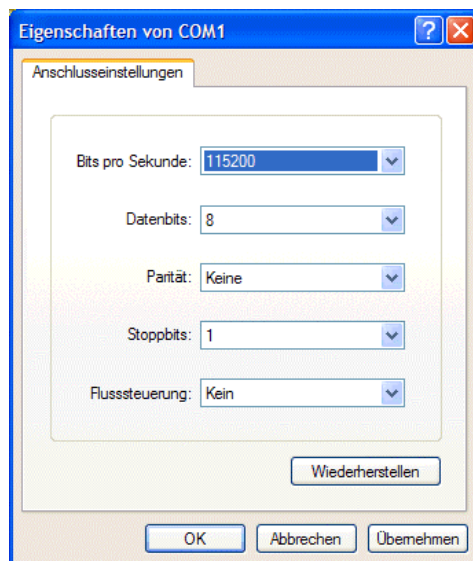 Eigenschaften von COM1
Anschlusseinstellungen
Bits pro Sekunde: 115200
Datenbits: 8
Parität: Keine
Stoppbits: 1
Flusssteuerung: Kein
Wiederherstellen
OK Abbrechen Übernehmen